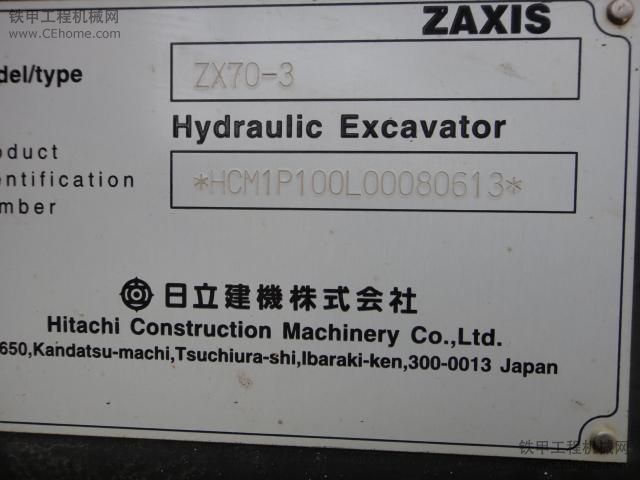 铁甲工程机械网
www.CEhome.com
ZAXIS
del/type
ZX70-3
Hydraulic Excavator
oduct
entification
mber
*HCM1P100L00080613*
日立建機株式会社
Hitachi Construction Machinery Co.,Ltd.
650,Kandatsu-machi,Tsuchiura-shi,Ibaraki-ken,300-0013 Japan
铁甲工程机械网